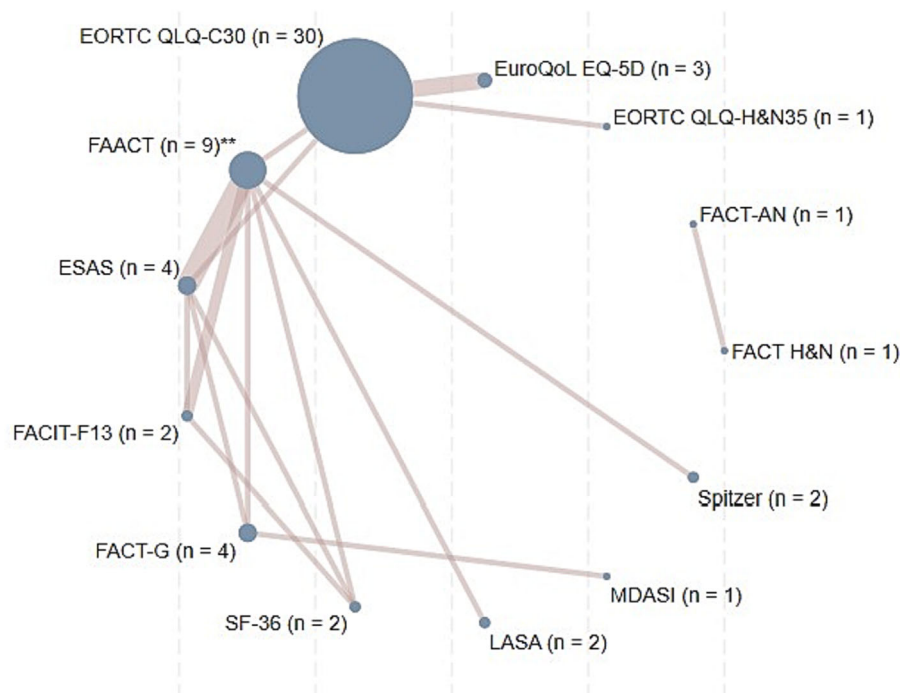 EORTC QLQ-C30 (n = 30)
EuroQoL EQ-5D (n = 3)
EORTC QLQ-H&N35 (n = 1)
FAACT (n = 9)**
FACT-AN (n = 1)
ESAS (n = 4)
FACT H&N (n = 1)
FACIT-F13 (n = 2)
Spitzer (n = 2)
FACT-G (n = 4)
MDASI (n = 1)
SF-36 (n = 2)
LASA (n = 2)